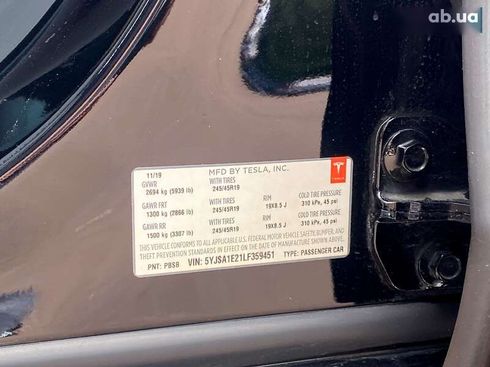 ab.ua
MFD BY TESLA, INC.
11/19
GVWR WITH TIRES
2694 kg (5939 lb) 245/45R19
GAWR FRT WITH TIRES RIM COLD TIRE PRESSURE
1300 kg (2866 lb) 245/45R19 19X8.5 J 310 kPa, 45 psi
GAWR RR WITH TIRES RIM COLD TIRE PRESSURE
1500 kg (3307 lb) 245/45R19 19X8.5 J 310 kPa, 45 psi
THIS VEHICLE CONFORMS TO ALL APPLICABLE U.S. FEDERAL MOTOR VEHICLE SAFETY, BUMPER, AND
THEFT PREVENTION STANDARDS IN EFFECT ON THE DATE OF MANUFACTURE SHOWN ABOVE.
PNT: PBSB VIN: 5YJSA1E21LF359451 TYPE: PASSENGER CAR
TESLA